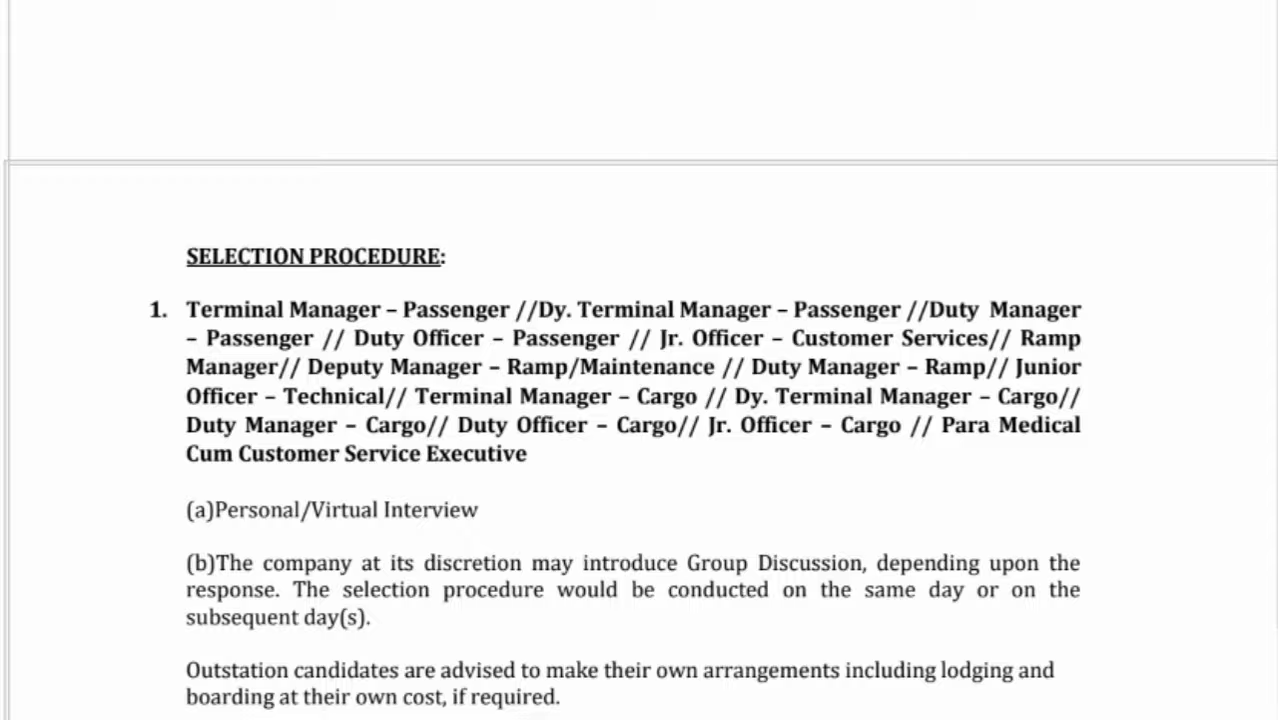 SELECTION PROCEDURE:
1. Terminal Manager – Passenger //Dy. Terminal Manager – Passenger //Duty Manager
– Passenger // Duty Officer – Passenger // Jr. Officer – Customer Services// Ramp
Manager// Deputy Manager – Ramp/Maintenance // Duty Manager – Ramp// Junior
Officer – Technical// Terminal Manager – Cargo // Dy. Terminal Manager – Cargo//
Duty Manager – Cargo// Duty Officer – Cargo// Jr. Officer – Cargo // Para Medical
Cum Customer Service Executive
(a)Personal/Virtual Interview
(b)The company at its discretion may introduce Group Discussion, depending upon the
response. The selection procedure would be conducted on the same day or on the
subsequent day(s).
Outstation candidates are advised to make their own arrangements including lodging and
boarding at their own cost, if required.